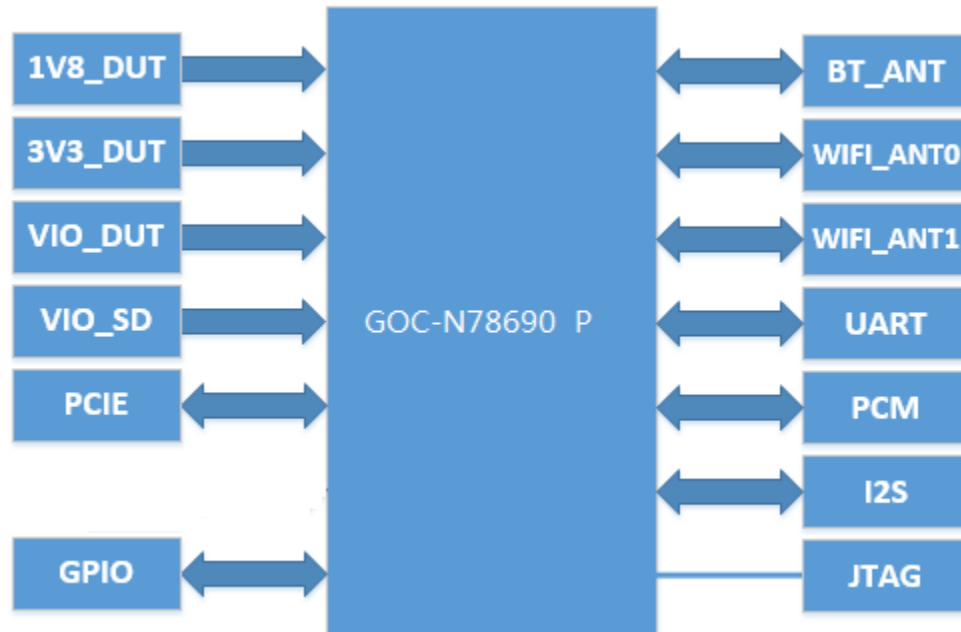 1V8_DUT
3V3_DUT
VIO_DUT
VIO_SD
PCIE
GPIO
GOC-N78690 P
BT_ANT
WIFI_ANT0
WIFI_ANT1
UART
PCM
I2S
JTAG